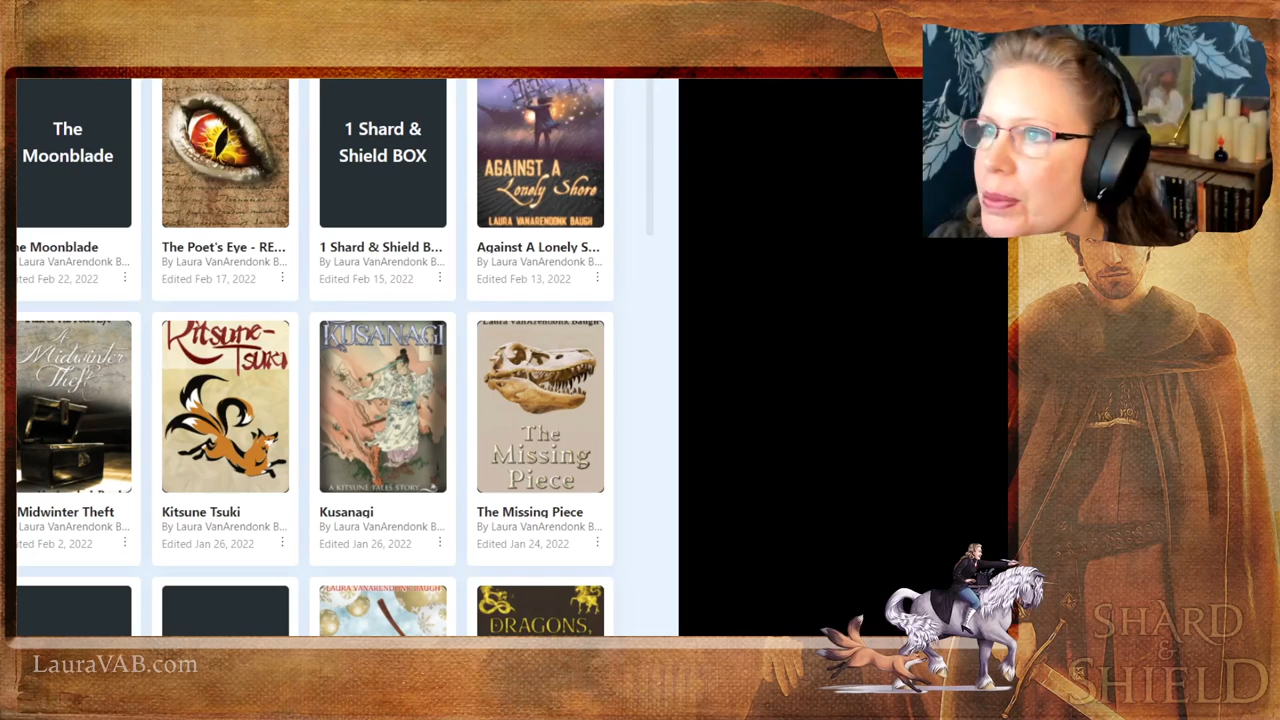 The
Moonblade
1 Shard &
Shield BOX
AGAINST A
Lonely Shore
LAURA VANARENDONK BAUGH
e Moonblade
Laura VanArendonk B...
ited Feb 22, 2022
The Poet's Eye - RE...
By Laura VanArendonk B...
Edited Feb 17, 2022
1 Shard & Shield B...
By Laura VanArendonk B...
Edited Feb 15, 2022
Against A Lonely S...
By Laura VanArendonk B...
Edited Feb 13, 2022
A
Midwinter
Theft
Kitsune-
Tsuki
KUSANAGI
A KITSUNE TALES STORY
Laura VanArendonk Baugh
The
Missing
Piece
Midwinter Theft
Laura VanArendonk B...
ted Feb 2, 2022
Kitsune Tsuki
By Laura VanArendonk B...
Edited Jan 26, 2022
Kusanagi
By Laura VanArendonk B...
Edited Jan 26, 2022
The Missing Piece
By Laura VanArendonk B...
Edited Jan 24, 2022
LAURA VANARENDONK BAUGH
DRAGONS,
LauraVAB.com
SHARD
&
SHIELD